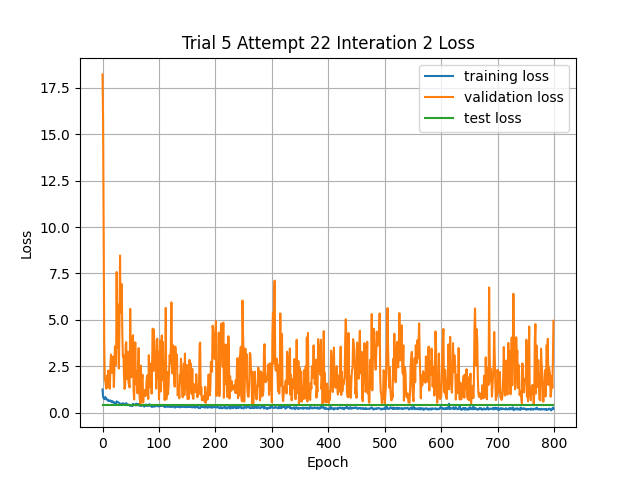 Trial 5 Attempt 22 Interation 2 Loss
training loss
validation loss
test loss
17.5
15.0
12.5
10.0
7.5
5.0
2.5
0.0
Loss
0 100 200 300 400 500 600 700 800
Epoch